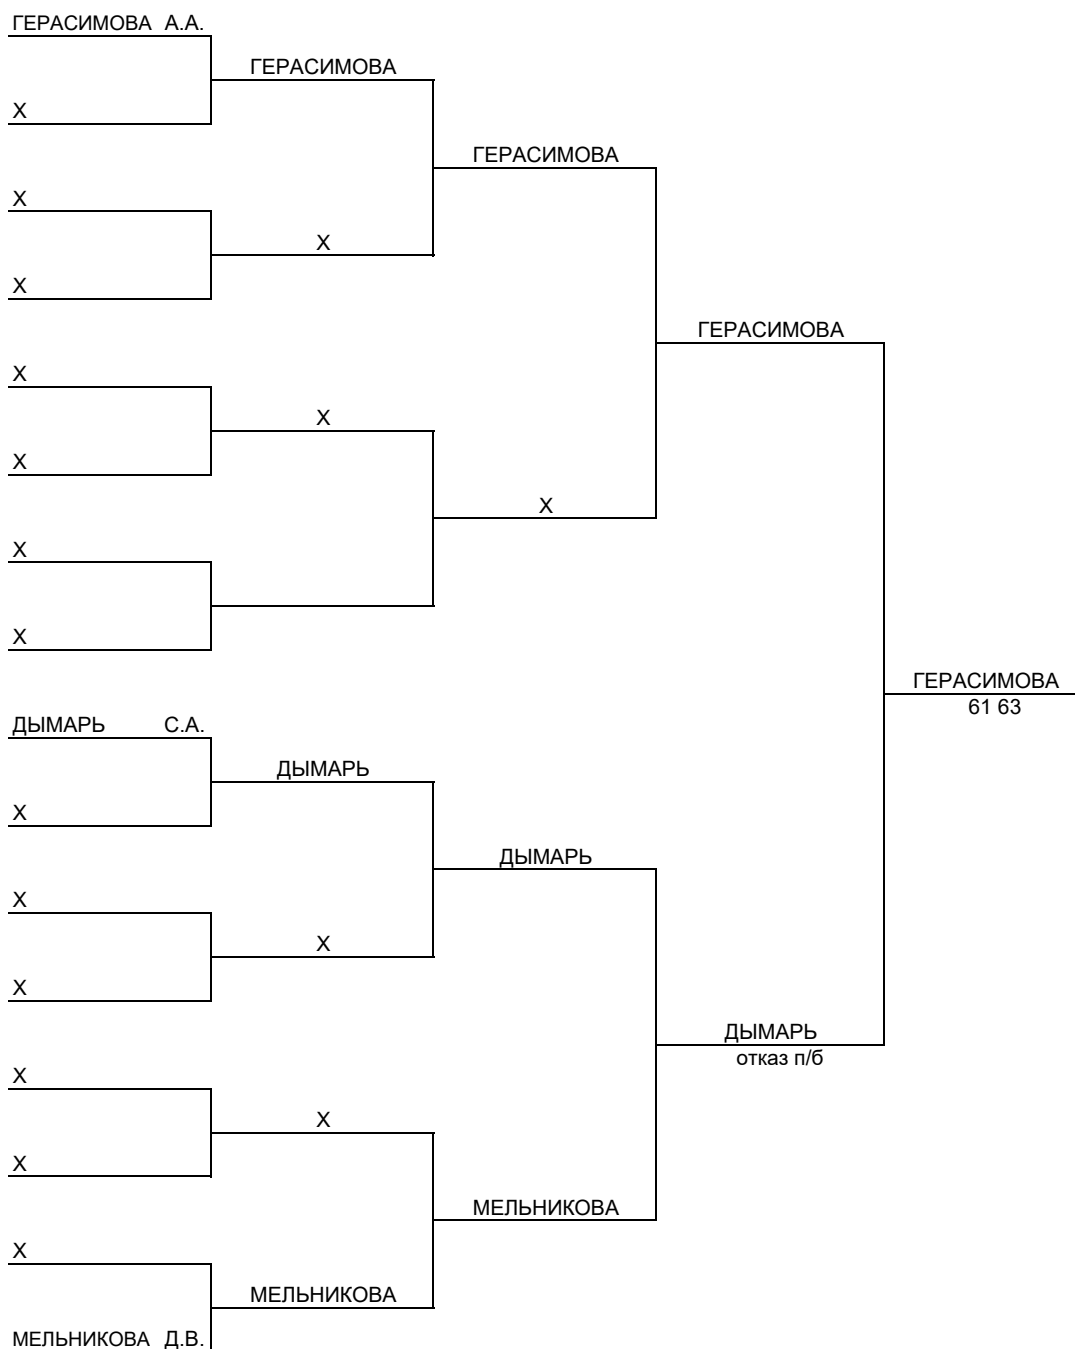 ГЕРАСИМОВА А.А.
ГЕРАСИМОВА
X
ГЕРАСИМОВА
X
X
X
ГЕРАСИМОВА
X
X
X
X
X
X
ГЕРАСИМОВА
61 63
ДЫМАРЬ С.А.
ДЫМАРЬ
X
ДЫМАРЬ
X
X
X
ДЫМАРЬ
отказ п/б
X
X
X
МЕЛЬНИКОВА
X
МЕЛЬНИКОВА
МЕЛЬНИКОВА Д.В.